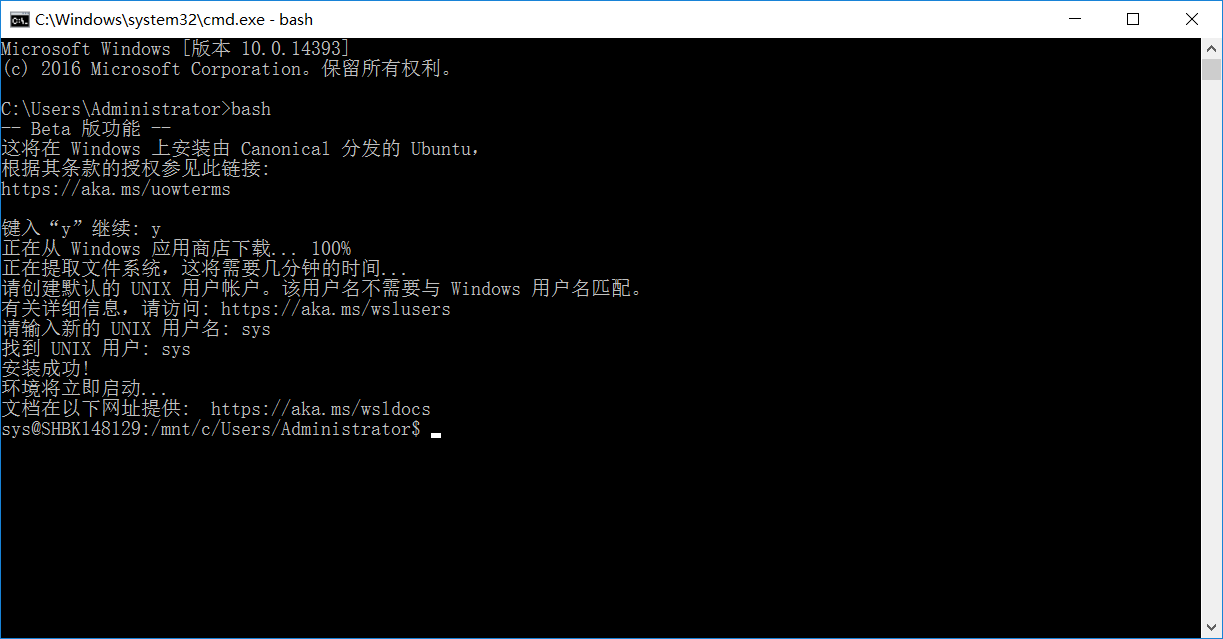 C:\Windows\system32\cmd.exe - bash
Microsoft Windows [版本 10.0.14393]
(c) 2016 Microsoft Corporation。保留所有权利。
C:\Users\Administrator>bash
-- Beta 版功能 --
这将在 Windows 上安装由 Canonical 分发的 Ubuntu，
根据其条款的授权参见此链接:
https://aka.ms/uowterms
键入“y”继续: y
正在从 Windows 应用商店下载... 100%
正在提取文件系统，这将需要几分钟的时间...
请创建默认的 UNIX 用户帐户。该用户名不需要与 Windows 用户名匹配。
有关详细信息，请访问: https://aka.ms/wslusers
请输入新的 UNIX 用户名: sys
找到 UNIX 用户: sys
安装成功!
环境将立即启动...
文档在以下网址提供:  https://aka.ms/wsldocs
sys@SHBK148129:/mnt/c/Users/Administrator$